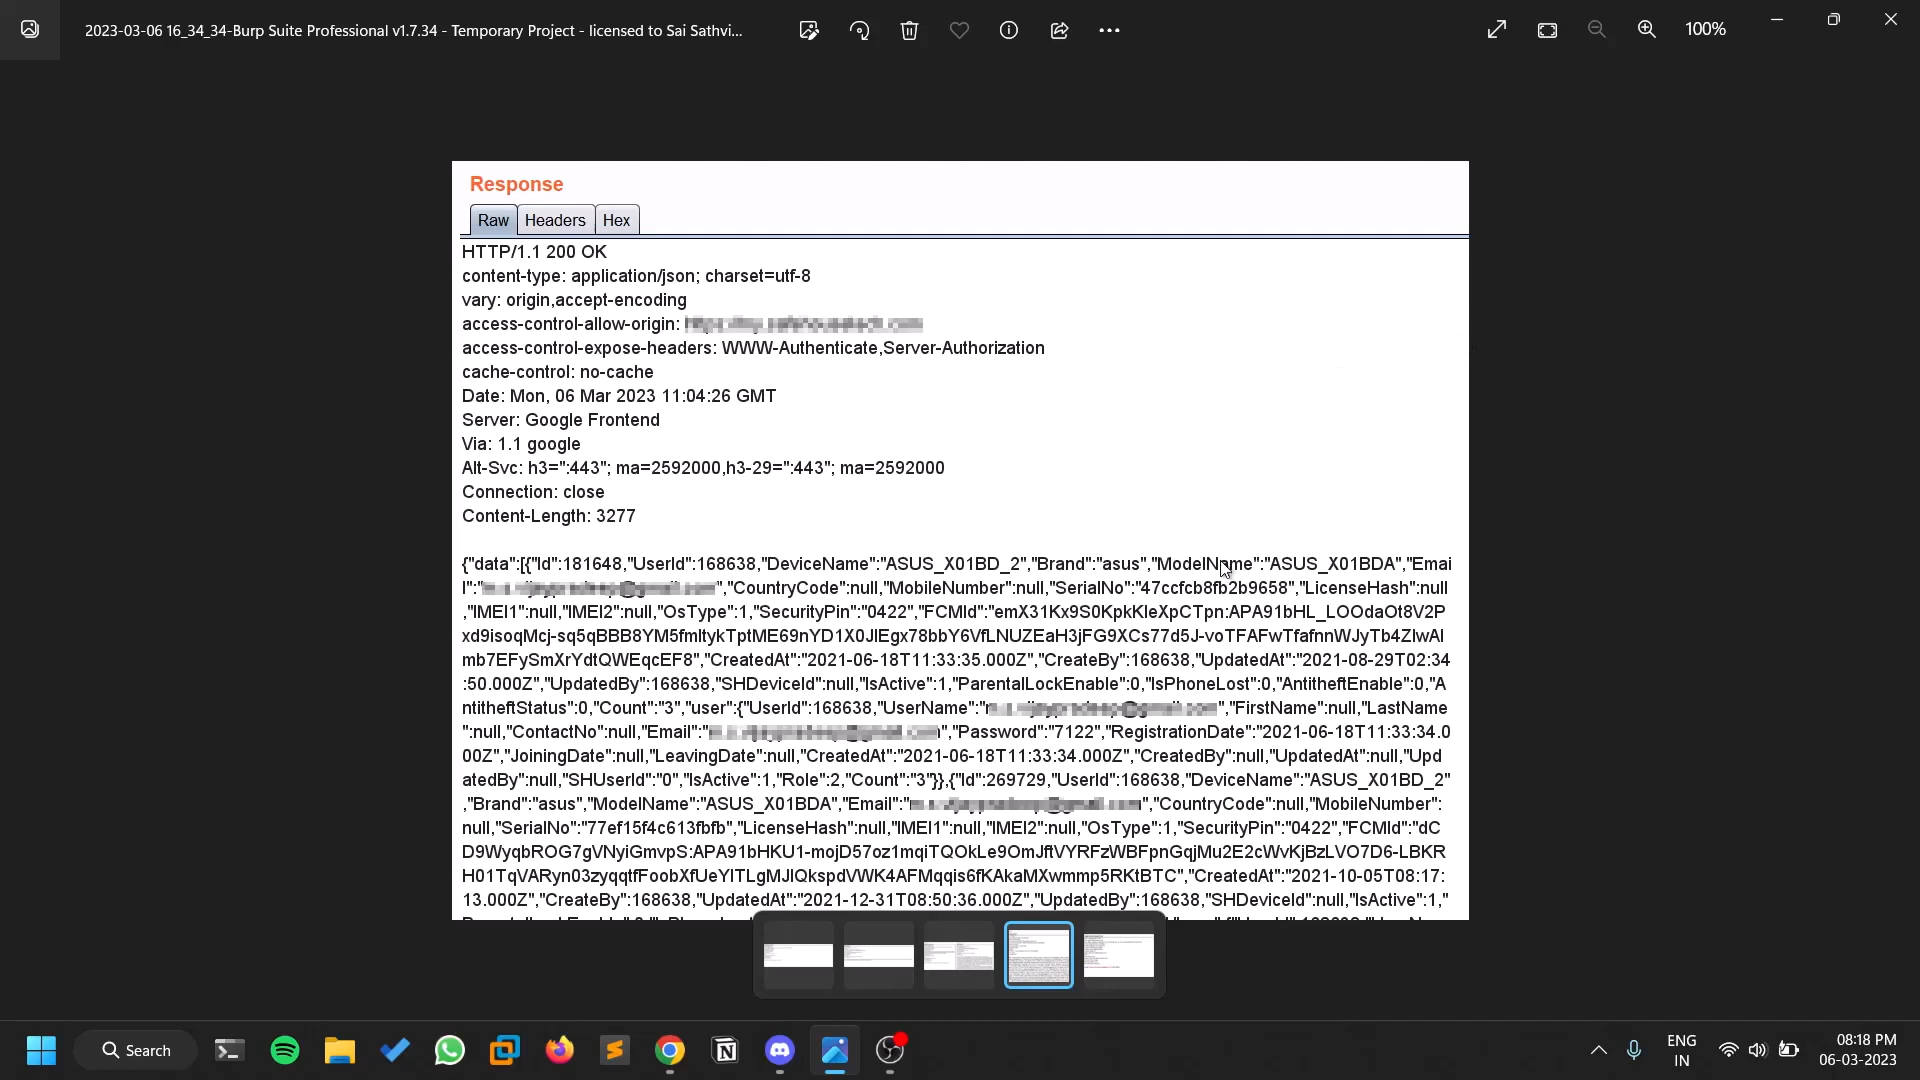 2023-03-06 16_34_34-Burp Suite Professional v1.7.34 - Temporary Project - licensed to Sai Sathvi...
100%
Response
Raw Headers Hex
HTTP/1.1 200 OK
content-type: application/json; charset=utf-8
vary: origin,accept-encoding
access-control-allow-origin:
access-control-expose-headers: WWW-Authenticate,Server-Authorization
cache-control: no-cache
Date: Mon, 06 Mar 2023 11:04:26 GMT
Server: Google Frontend
Via: 1.1 google
Alt-Svc: h3=":443"; ma=2592000,h3-29=":443"; ma=2592000
Connection: close
Content-Length: 3277
{"data":[{"Id":181648,"UserId":168638,"DeviceName":"ASUS_X01BD_2","Brand":"asus","ModelName":"ASUS_X01BDA","Emai
l":"","CountryCode":null,"MobileNumber":null,"SerialNo":"47ccfcb8fb2b9658","LicenseHash":null
,"IMEI1":null,"IMEI2":null,"OsType":1,"SecurityPin":"0422","FCMId":"emX31Kx9S0KpkKleXpCTpn:APA91bHL_LOOdaOt8V2P
xd9isoqMcj-sq5qBBB8YM5fmltykTptME69nYD1X0JlEgx78bbY6VfLNUZEaH3jFG9XCs77d5J-voTFAFwTfafnnWJyTb4ZlwAl
mb7EFySmXrYdtQWEqcEF8","CreatedAt":"2021-06-18T11:33:35.000Z","CreateBy":168638,"UpdatedAt":"2021-08-29T02:34
:50.000Z","UpdatedBy":168638,"SHDeviceId":null,"IsActive":1,"ParentalLockEnable":0,"IsPhoneLost":0,"AntitheftEnable":0,"A
ntitheftStatus":0,"Count":"3","user":{"UserId":168638,"UserName":"","FirstName":null,"LastName
":null,"ContactNo":null,"Email":"","Password":"7122","RegistrationDate":"2021-06-18T11:33:34.0
00Z","JoiningDate":null,"LeavingDate":null,"CreatedAt":"2021-06-18T11:33:34.000Z","CreatedBy":null,"UpdatedAt":null,"Upd
atedBy":null,"SHUserId":"0","IsActive":1,"Role":2,"Count":"3"}},{"Id":269729,"UserId":168638,"DeviceName":"ASUS_X01BD_2"
,"Brand":"asus","ModelName":"ASUS_X01BDA","Email":"","CountryCode":null,"MobileNumber":
null,"SerialNo":"77ef15f4c613fbfb","LicenseHash":null,"IMEI1":null,"IMEI2":null,"OsType":1,"SecurityPin":"0422","FCMId":"dC
D9WyqbROG7gVNyiGmvpS:APA91bHKU1-mojD57oz1mqiTQOkLe9OmJftVYRFzWBFpnGqjMu2E2cWvKjBzLVO7D6-LBKR
H01TqVARyn03zyqqtfFoobXfUeYITLgMJIQkspdVWK4AFMqqis6fKAkaMXwmmp5RKtBTC","CreatedAt":"2021-10-05T08:17:
13.000Z","CreateBy":168638,"UpdatedAt":"2021-12-31T08:50:36.000Z","UpdatedBy":168638,"SHDeviceId":null,"IsActive":1,"
Search
ENG
IN
08:18 PM
06-03-2023